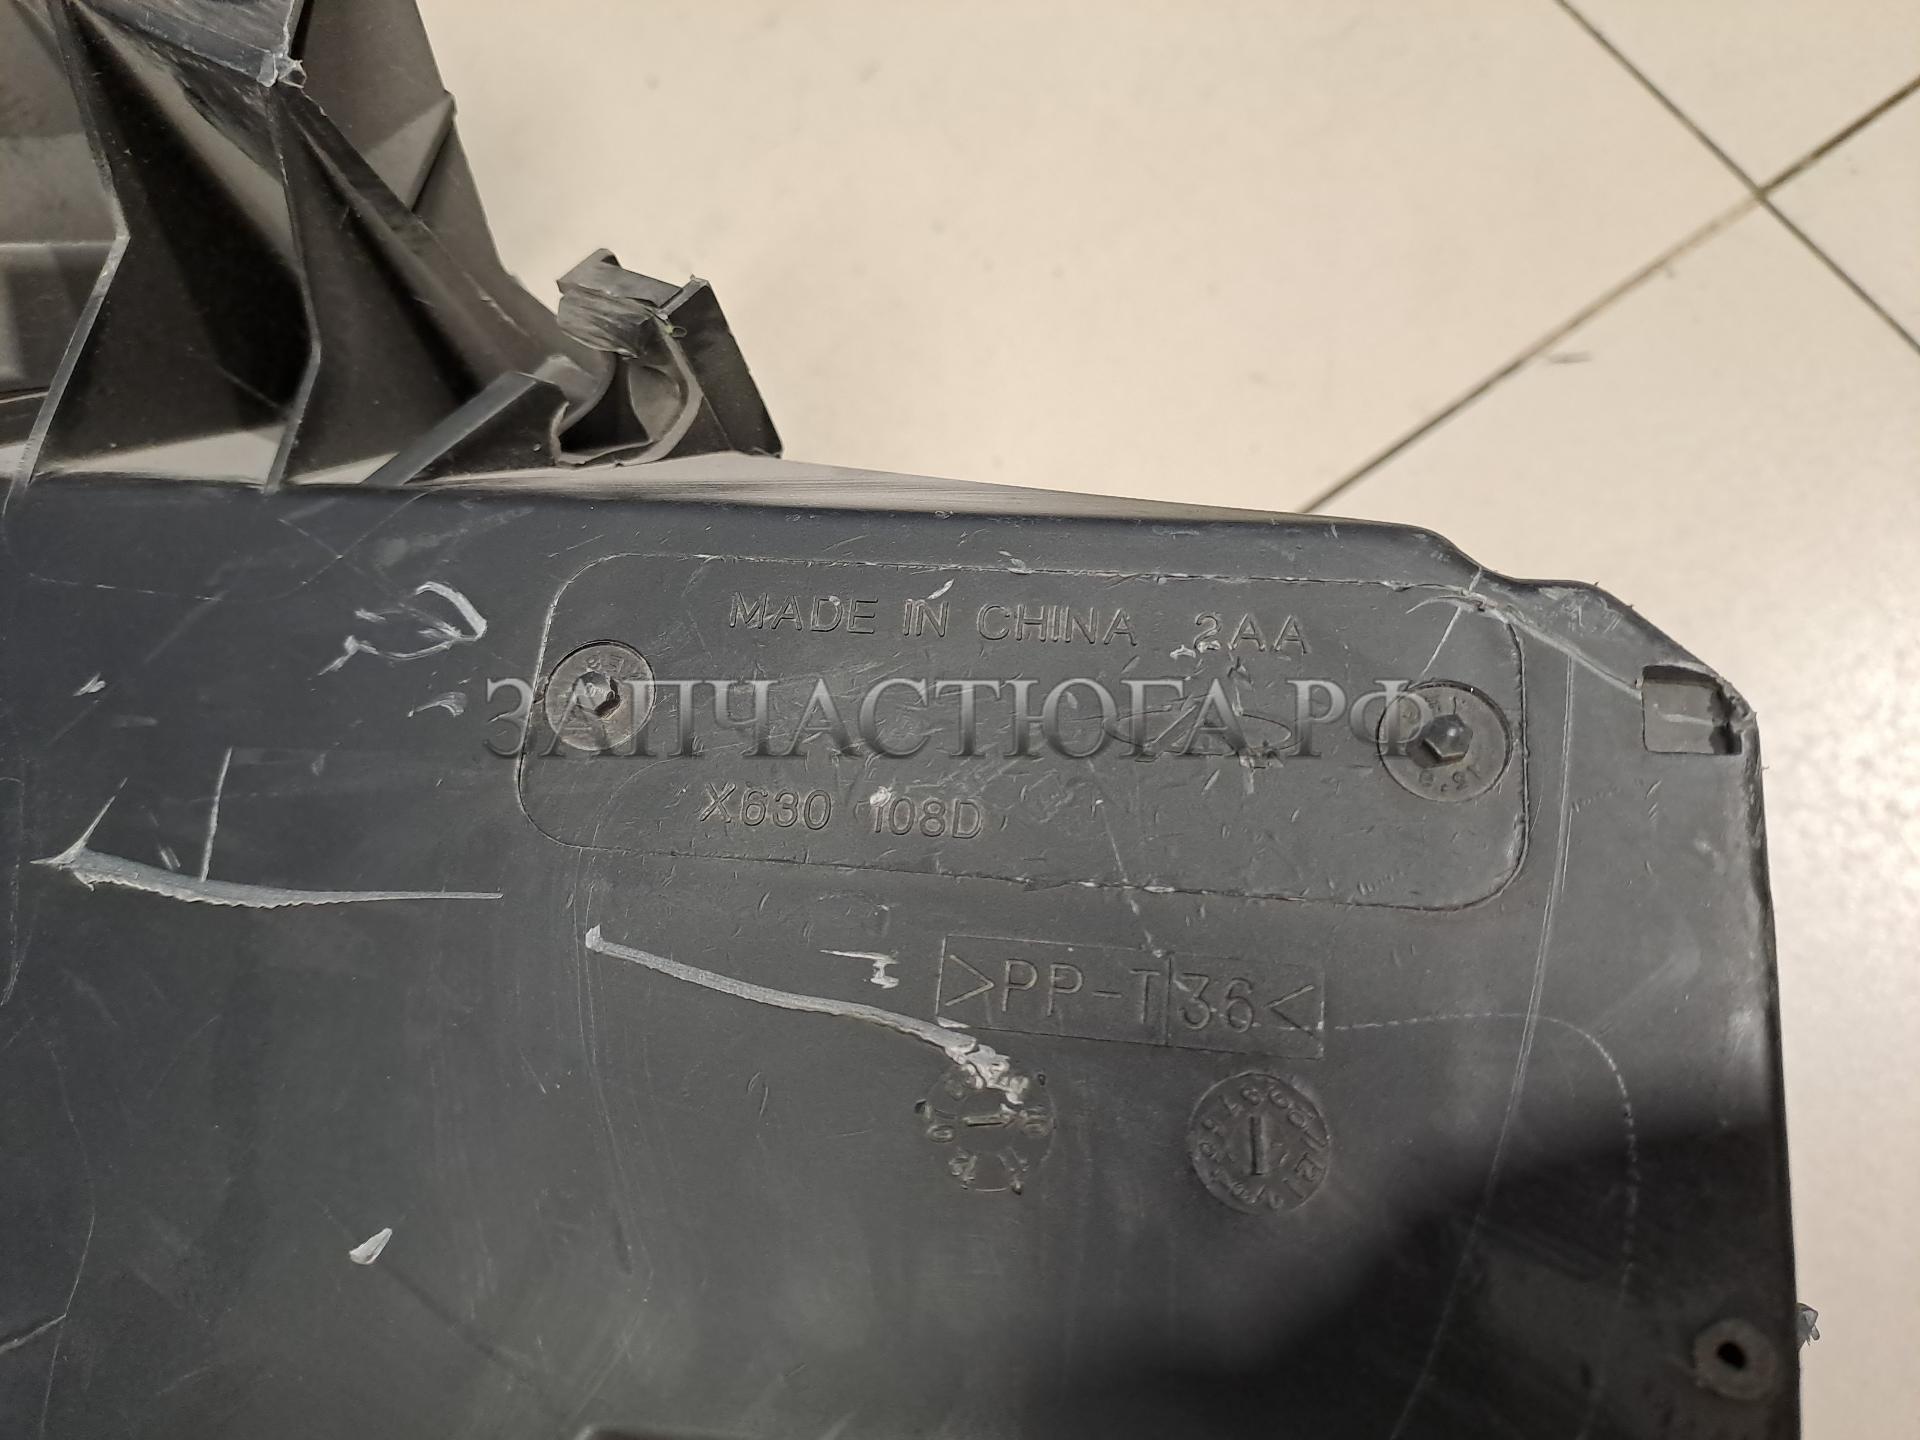 MADE IN CHINA 2AA
ЗАПЧАСТЮГА.РФ
X630 108D
>PP-T36<